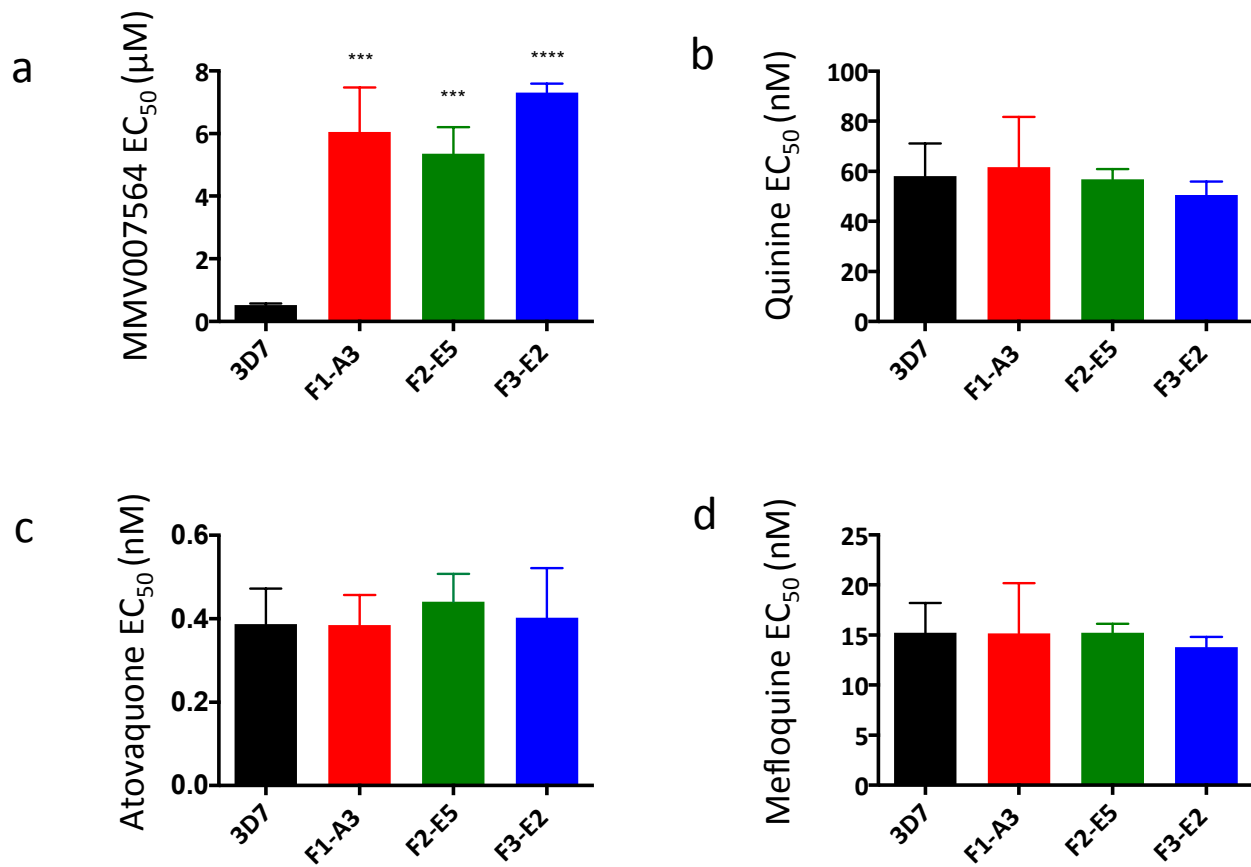 a
MMV007564 EC50 (µM)
8
6
4
2
0
***
***
****
3D7
F1-A3
F2-E5
F3-E2
b
Quinine EC50 (nM)
100
80
60
40
20
0
3D7
F1-A3
F2-E5
F3-E2
c
Atovaquone EC50 (nM)
0.6
0.4
0.2
0.0
3D7
F1-A3
F2-E5
F3-E2
d
Mefloquine EC50 (nM)
25
20
15
10
5
0
3D7
F1-A3
F2-E5
F3-E2